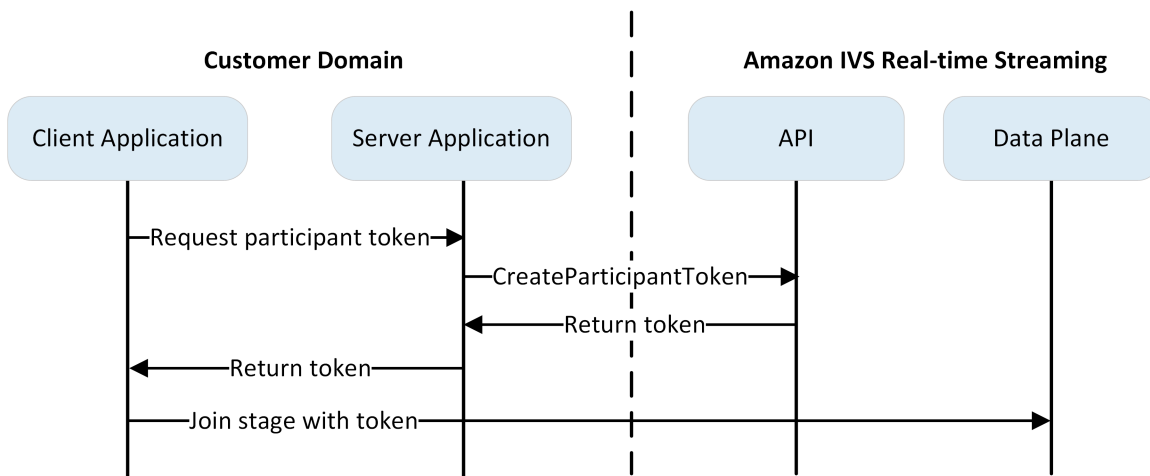 Customer Domain
Amazon IVS Real-time Streaming
Client Application
Server Application
API
Data Plane
Request participant token
CreateParticipantToken
Return token
Return token
Join stage with token